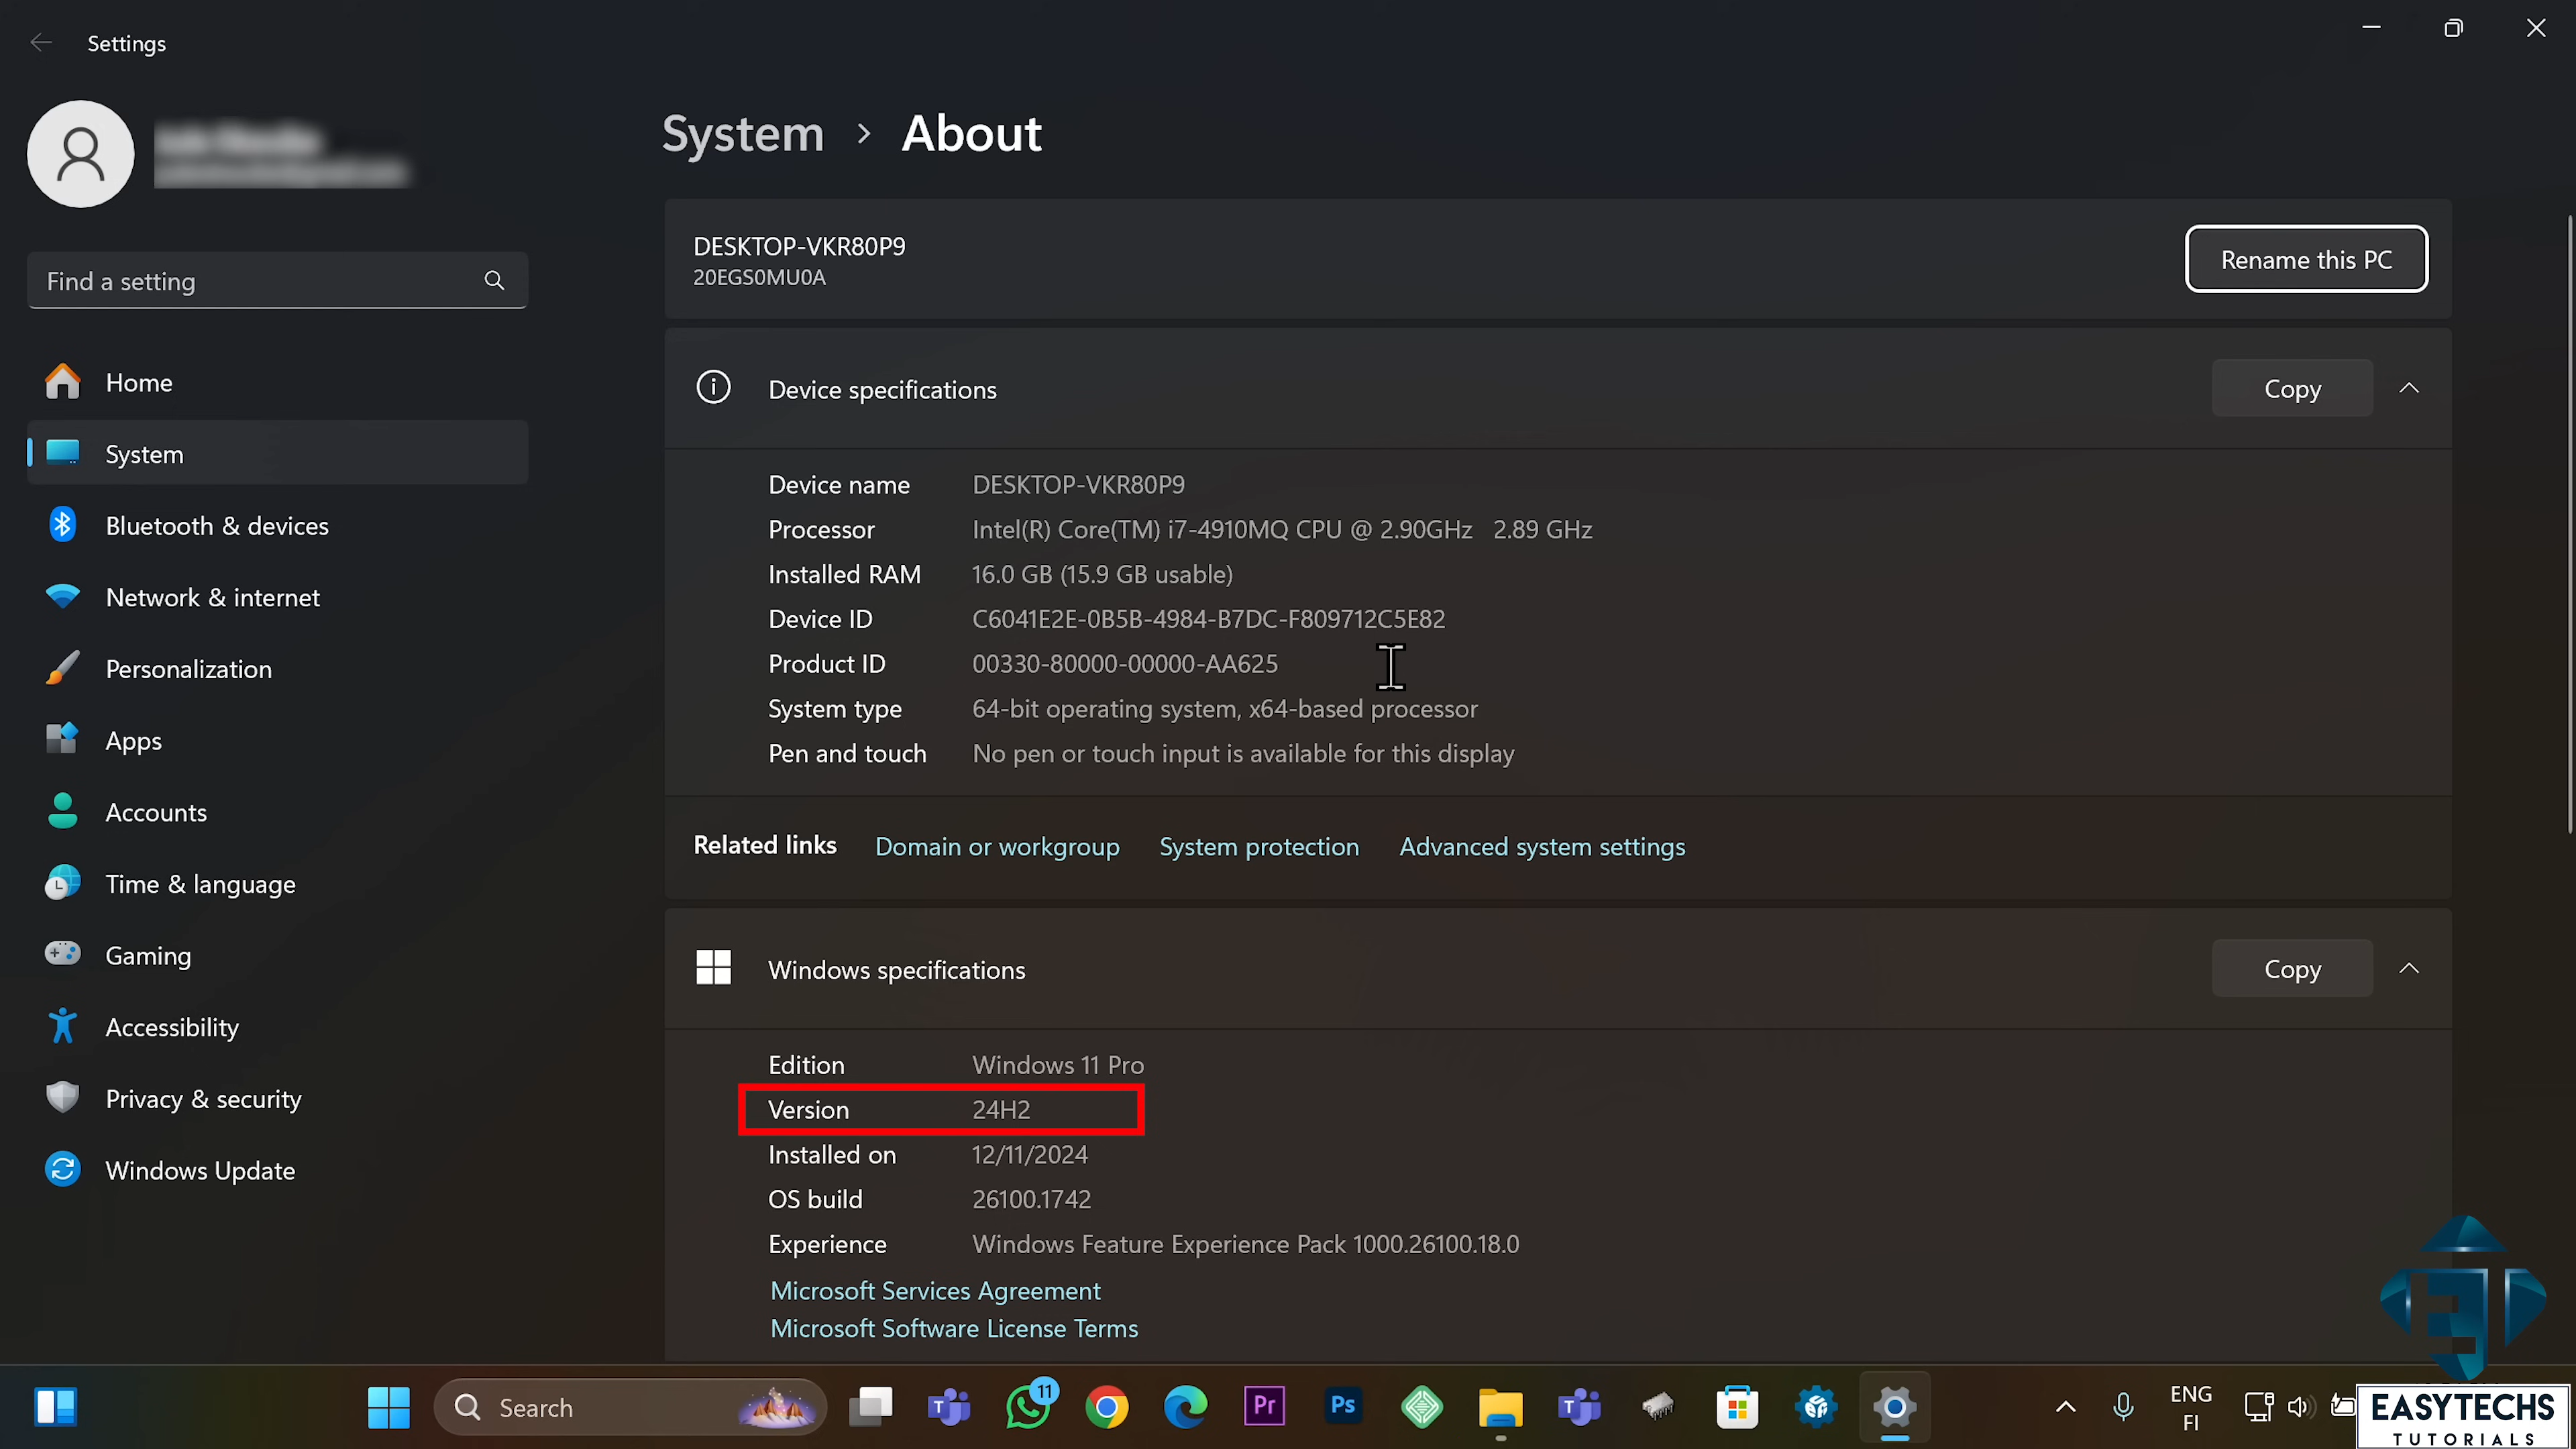 Settings
System > About
DESKTOP-VKR80P9
20EGS0MU0A
Rename this PC
Find a setting
Home
System
Bluetooth & devices
Network & internet
Personalization
Apps
Accounts
Time & language
Gaming
Accessibility
Privacy & security
Windows Update
Device specifications
Copy
Device name DESKTOP-VKR80P9
Processor Intel(R) Core(TM) i7-4910MQ CPU @ 2.90GHz 2.89 GHz
Installed RAM 16.0 GB (15.9 GB usable)
Device ID C6041E2E-0B5B-4984-B7DC-F809712C5E82
Product ID 00330-80000-00000-AA625
System type 64-bit operating system, x64-based processor
Pen and touch No pen or touch input is available for this display
Related links Domain or workgroup System protection Advanced system settings
Windows specifications
Copy
Edition Windows 11 Pro
Version 24H2
Installed on 12/11/2024
OS build 26100.1742
Experience Windows Feature Experience Pack 1000.26100.18.0
Microsoft Services Agreement
Microsoft Software License Terms
Search
T
11
Pr
Ps
T
ENG
FI
EASYTECHS
TUTORIALS